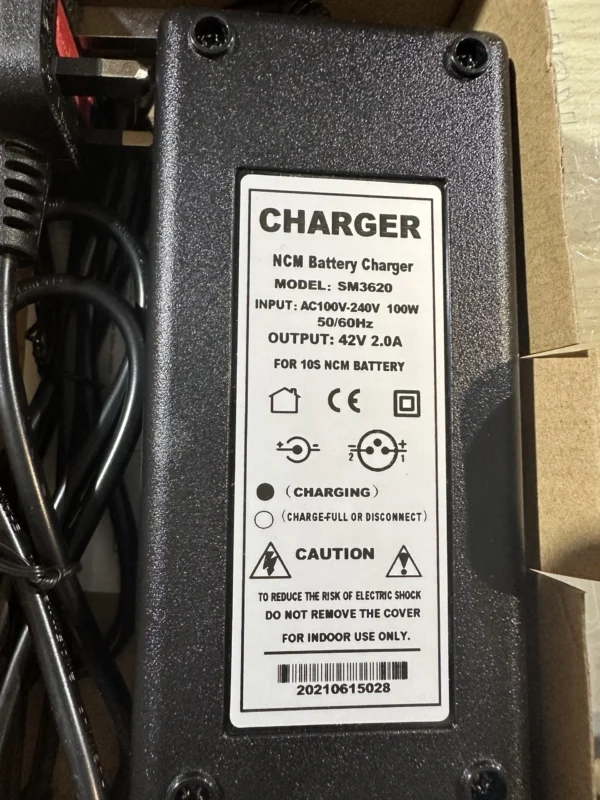 CHARGER
NCM Battery Charger
MODEL: SM3620
INPUT: AC100V-240V 100W
50/60Hz
OUTPUT: 42V 2.0A
FOR 10S NCM BATTERY
CE
+ - - +
2 1
(CHARGING)
(CHARGE-FULL OR DISCONNECT)
CAUTION
TO REDUCE THE RISK OF ELECTRIC SHOCK
DO NOT REMOVE THE COVER
FOR INDOOR USE ONLY.
20210615028